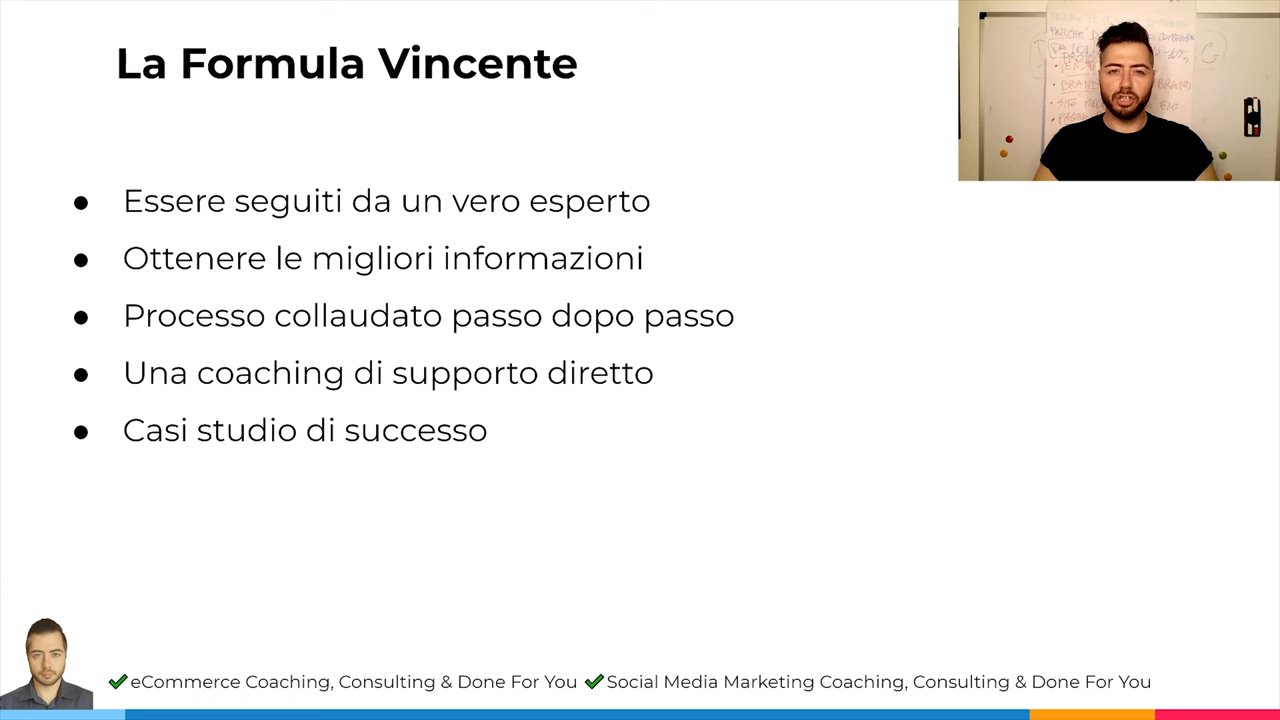 La Formula Vincente
● Essere seguiti da un vero esperto
● Ottenere le migliori informazioni
● Processo collaudato passo dopo passo
● Una coaching di supporto diretto
● Casi studio di successo
✔eCommerce Coaching, Consulting & Done For You ✔Social Media Marketing Coaching, Consulting & Done For You